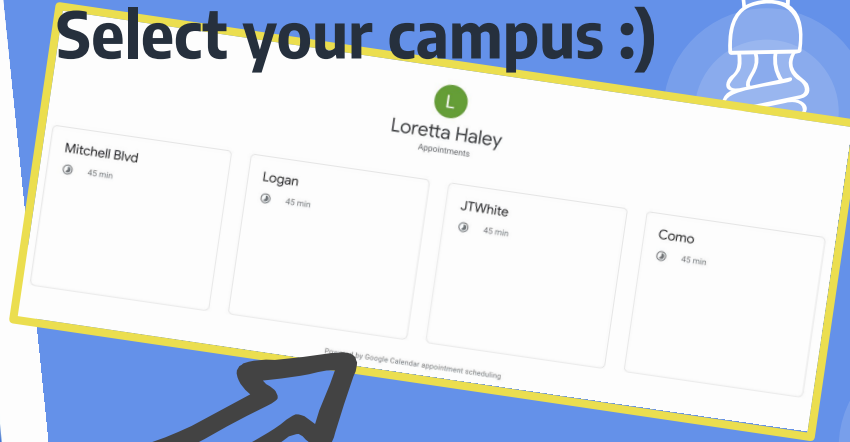 Select your campus :)
L
Loretta Haley
Appointments
Mitchell Blvd
45 min
Logan
45 min
JTWhite
45 min
Como
45 min
Powered by Google Calendar appointment scheduling